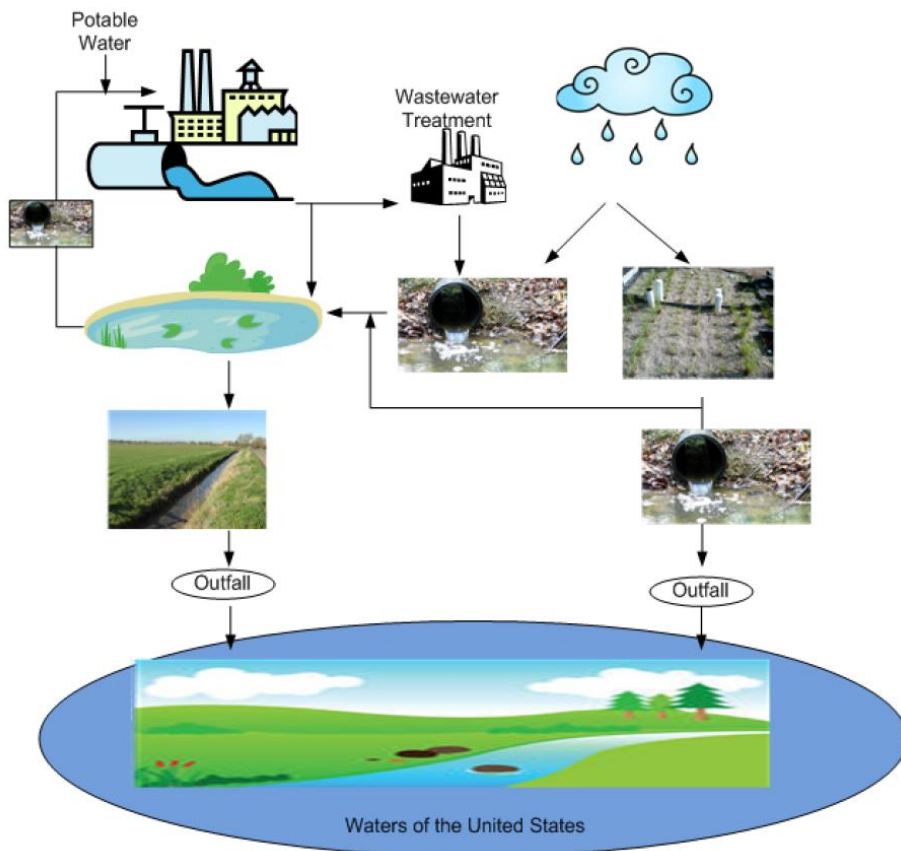 Potable
Water
Wastewater
Treatment
Outfall
Outfall
Waters of the United States